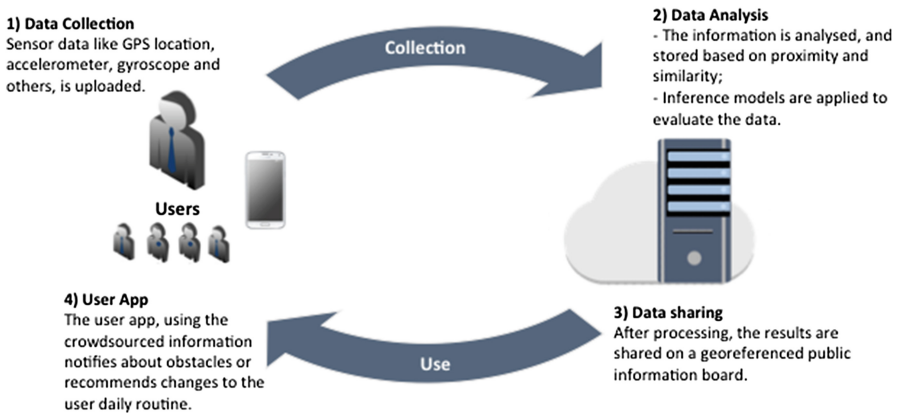 1) Data Collection
Sensor data like GPS location,
accelerometer, gyroscope and
others, is uploaded.
Collection
2) Data Analysis
- The information is analysed, and
stored based on proximity and
similarity;
- Inference models are applied to
evaluate the data.
Users
3) Data sharing
After processing, the results are
shared on a georeferenced public
information board.
4) User App
The user app, using the
crowdsourced information
notifies about obstacles or
recommends changes to the
user daily routine.
Use